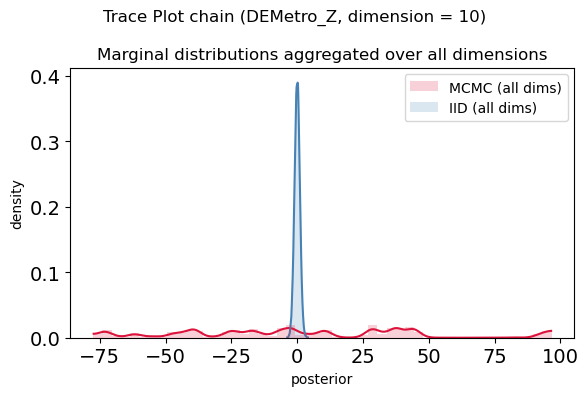 Trace Plot chain (DEMetro_Z, dimension = 10)
Marginal distributions aggregated over all dimensions
MCMC (all dims)
IID (all dims)
density
0.4
0.3
0.2
0.1
0.0
−75 −50 −25 0 25 50 75 100
posterior